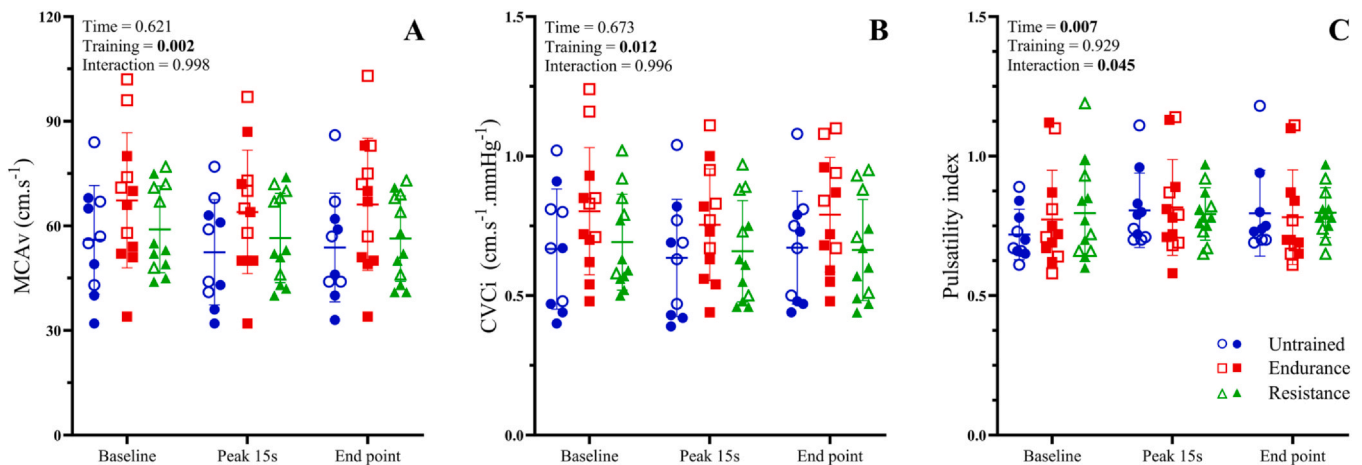 A
Time = 0.621
Training = 0.002
Interaction = 0.998
MCAv (cm.s-1)
120
90
60
30
0
Baseline
Peak 15s
End point
B
Time = 0.673
Training = 0.012
Interaction = 0.996
CVCi (cm.s-1.mmHg-1)
1.5
1.0
0.5
0.0
Baseline
Peak 15s
End point
C
Time = 0.007
Training = 0.929
Interaction = 0.045
Pulsatility index
1.5
1.0
0.5
0.0
Untrained
Endurance
Resistance
Baseline
Peak 15s
End point